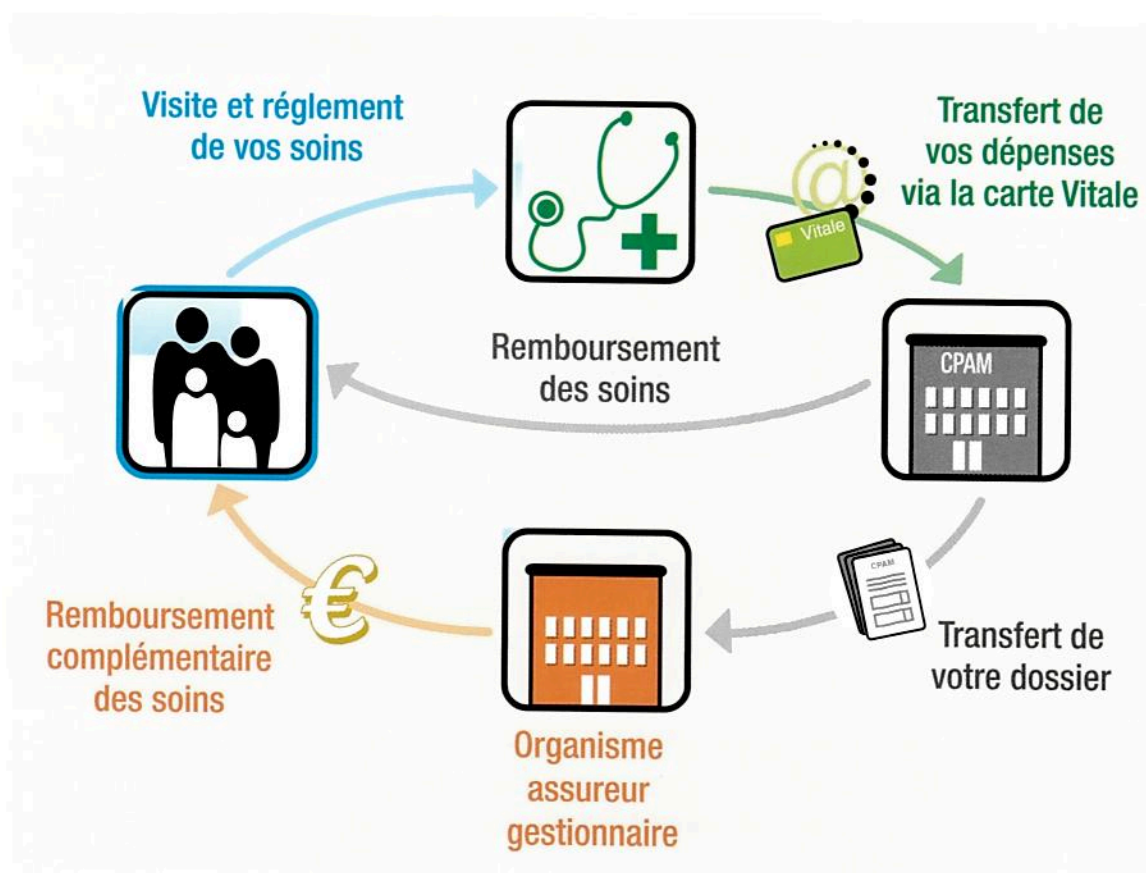 Visite et réglement
de vos soins
Transfert de
vos dépenses
via la carte Vitale
@
Vitale
CPAM
Remboursement
des soins
CPAM
Transfert de
votre dossier
€
Remboursement
complémentaire
des soins
Organisme
assureur
gestionnaire